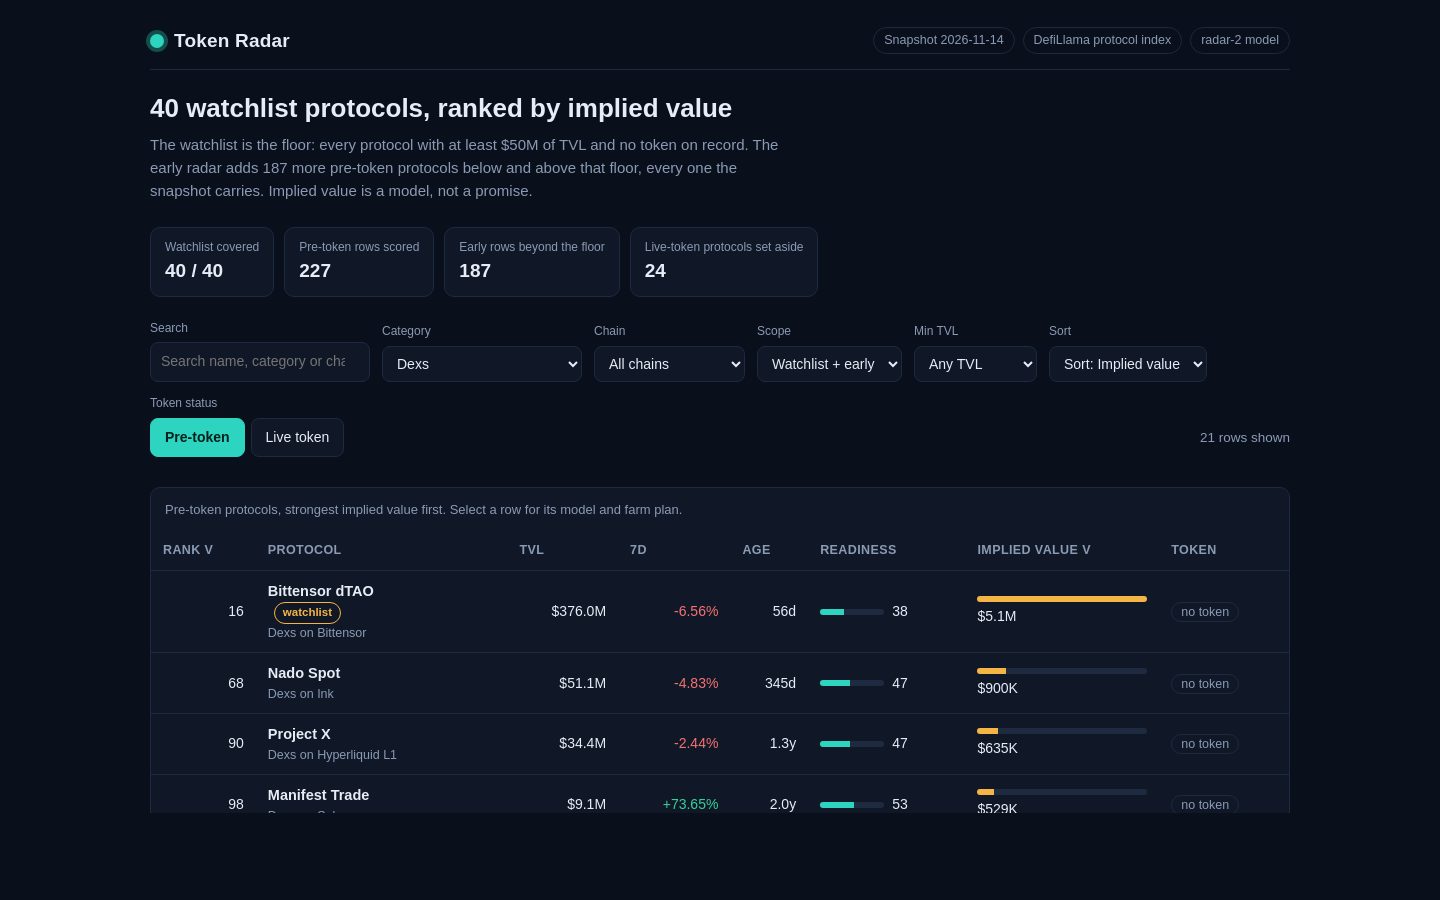 Token Radar
Snapshot 2026-11-14
DefiLlama protocol index
radar-2 model
40 watchlist protocols, ranked by implied value
The watchlist is the floor: every protocol with at least $50M of TVL and no token on record. The
early radar adds 187 more pre-token protocols below and above that floor, every one the
snapshot carries. Implied value is a model, not a promise.
Watchlist covered
40 / 40
Pre-token rows scored
227
Early rows beyond the floor
187
Live-token protocols set aside
24
Search
Search name, category or cha
Category
Dexs
Chain
All chains
Scope
Watchlist + early
Min TVL
Any TVL
Sort
Sort: Implied value
Token status
Pre-token
Live token
21 rows shown
Pre-token protocols, strongest implied value first. Select a row for its model and farm plan.
RANK V PROTOCOL TVL 7D AGE READINESS IMPLIED VALUE V TOKEN
16 Bittensor dTAO watchlist $376.0M -6.56% 56d 38 $5.1M no token
Dexs on Bittensor
68 Nado Spot $51.1M -4.83% 345d 47 $900K no token
Dexs on Ink
90 Project X $34.4M -2.44% 1.3y 47 $635K no token
Dexs on Hyperliquid L1
98 Manifest Trade $9.1M +73.65% 2.0y 53 $529K no token